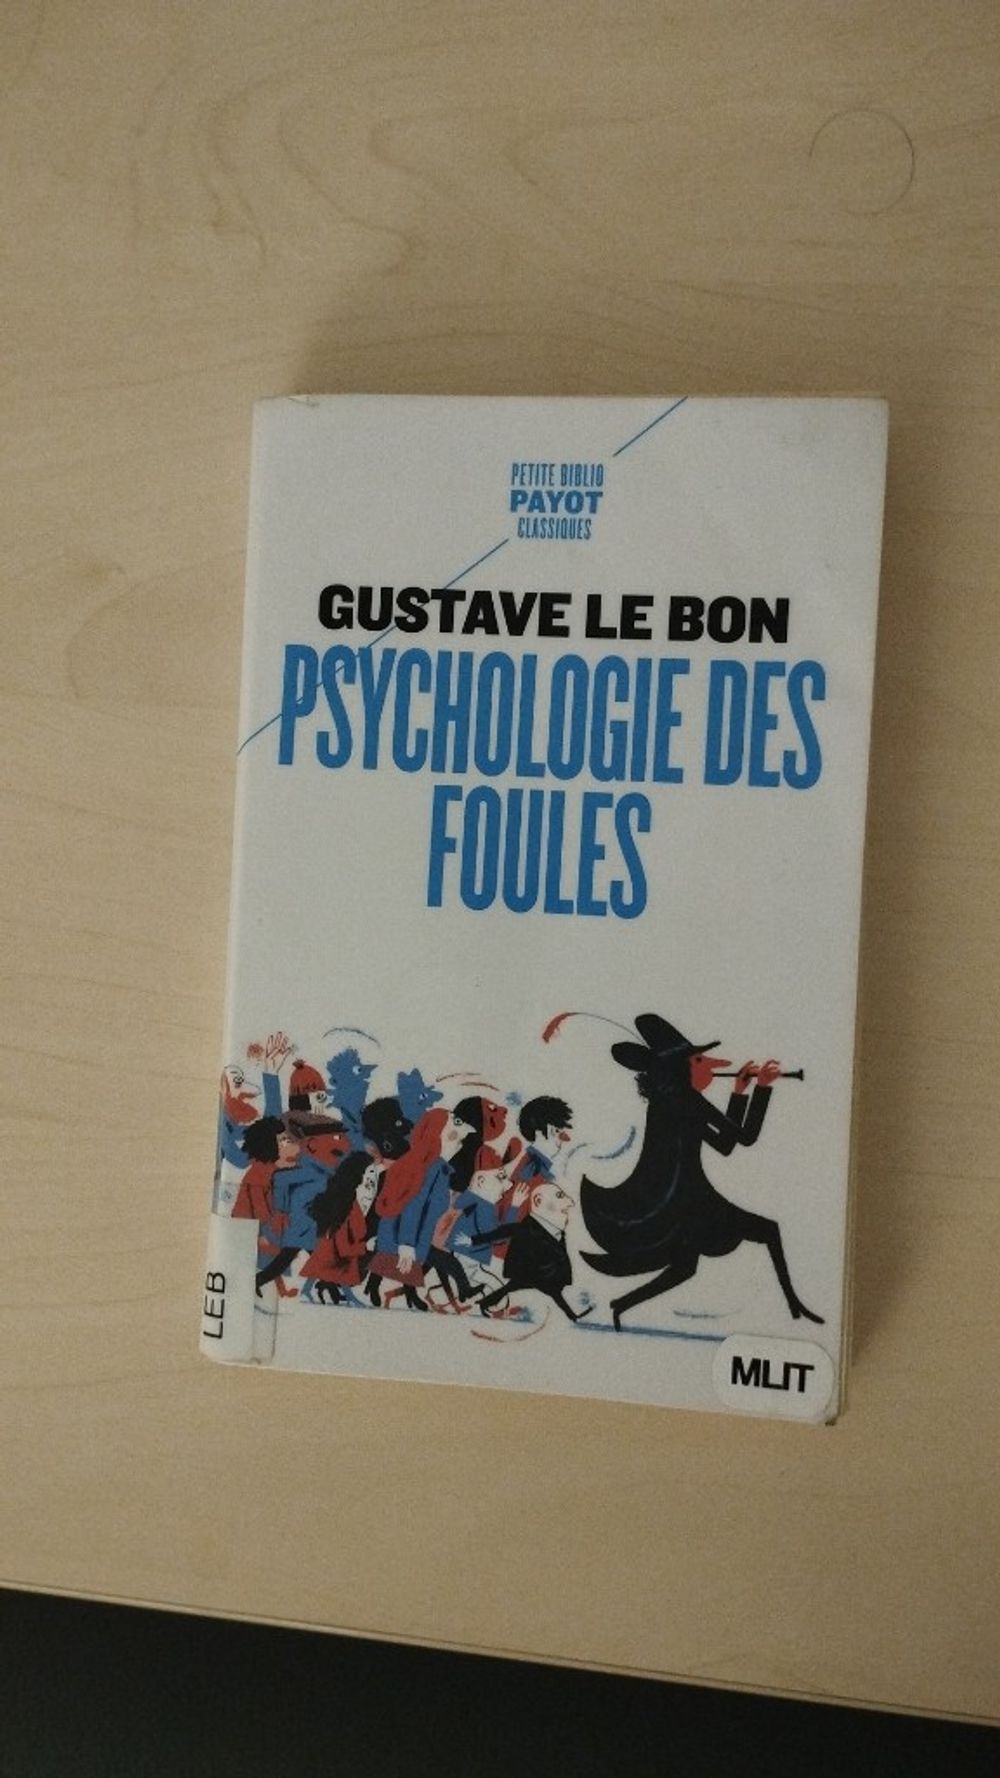 PETITE BIBLIO
PAYOT
CLASSIQUES
GUSTAVE LE BON
PSYCHOLOGIE DES
FOULES
LEB
MLIT